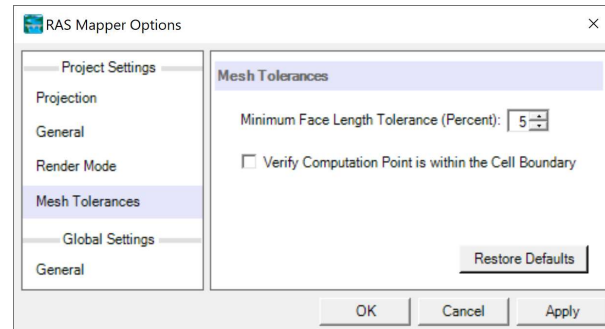 RAS Mapper Options
Project Settings
Projection
General
Render Mode
Mesh Tolerances
Global Settings
General
Mesh Tolerances
Minimum Face Length Tolerance (Percent): 5
Verify Computation Point is within the Cell Boundary
Restore Defaults
OK Cancel Apply